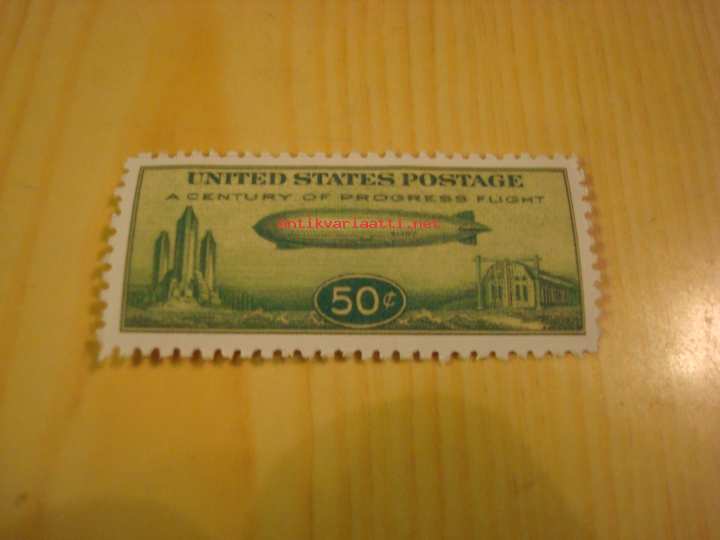 UNITED STATES POSTAGE
A CENTURY OF PROGRESS FLIGHT
antikvariaatti.net
50¢